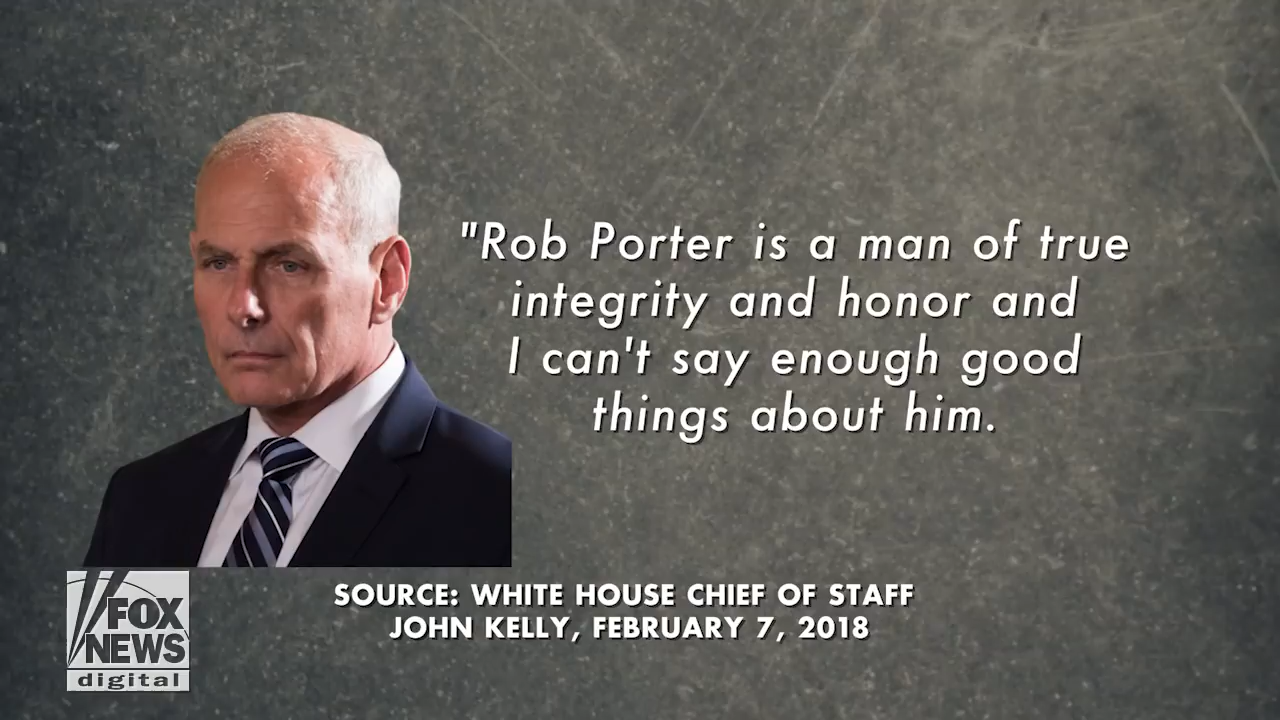 "Rob Porter is a man of true
integrity and honor and
I can't say enough good
things about him.
SOURCE: WHITE HOUSE CHIEF OF STAFF
JOHN KELLY, FEBRUARY 7, 2018
FOX
NEWS
digital